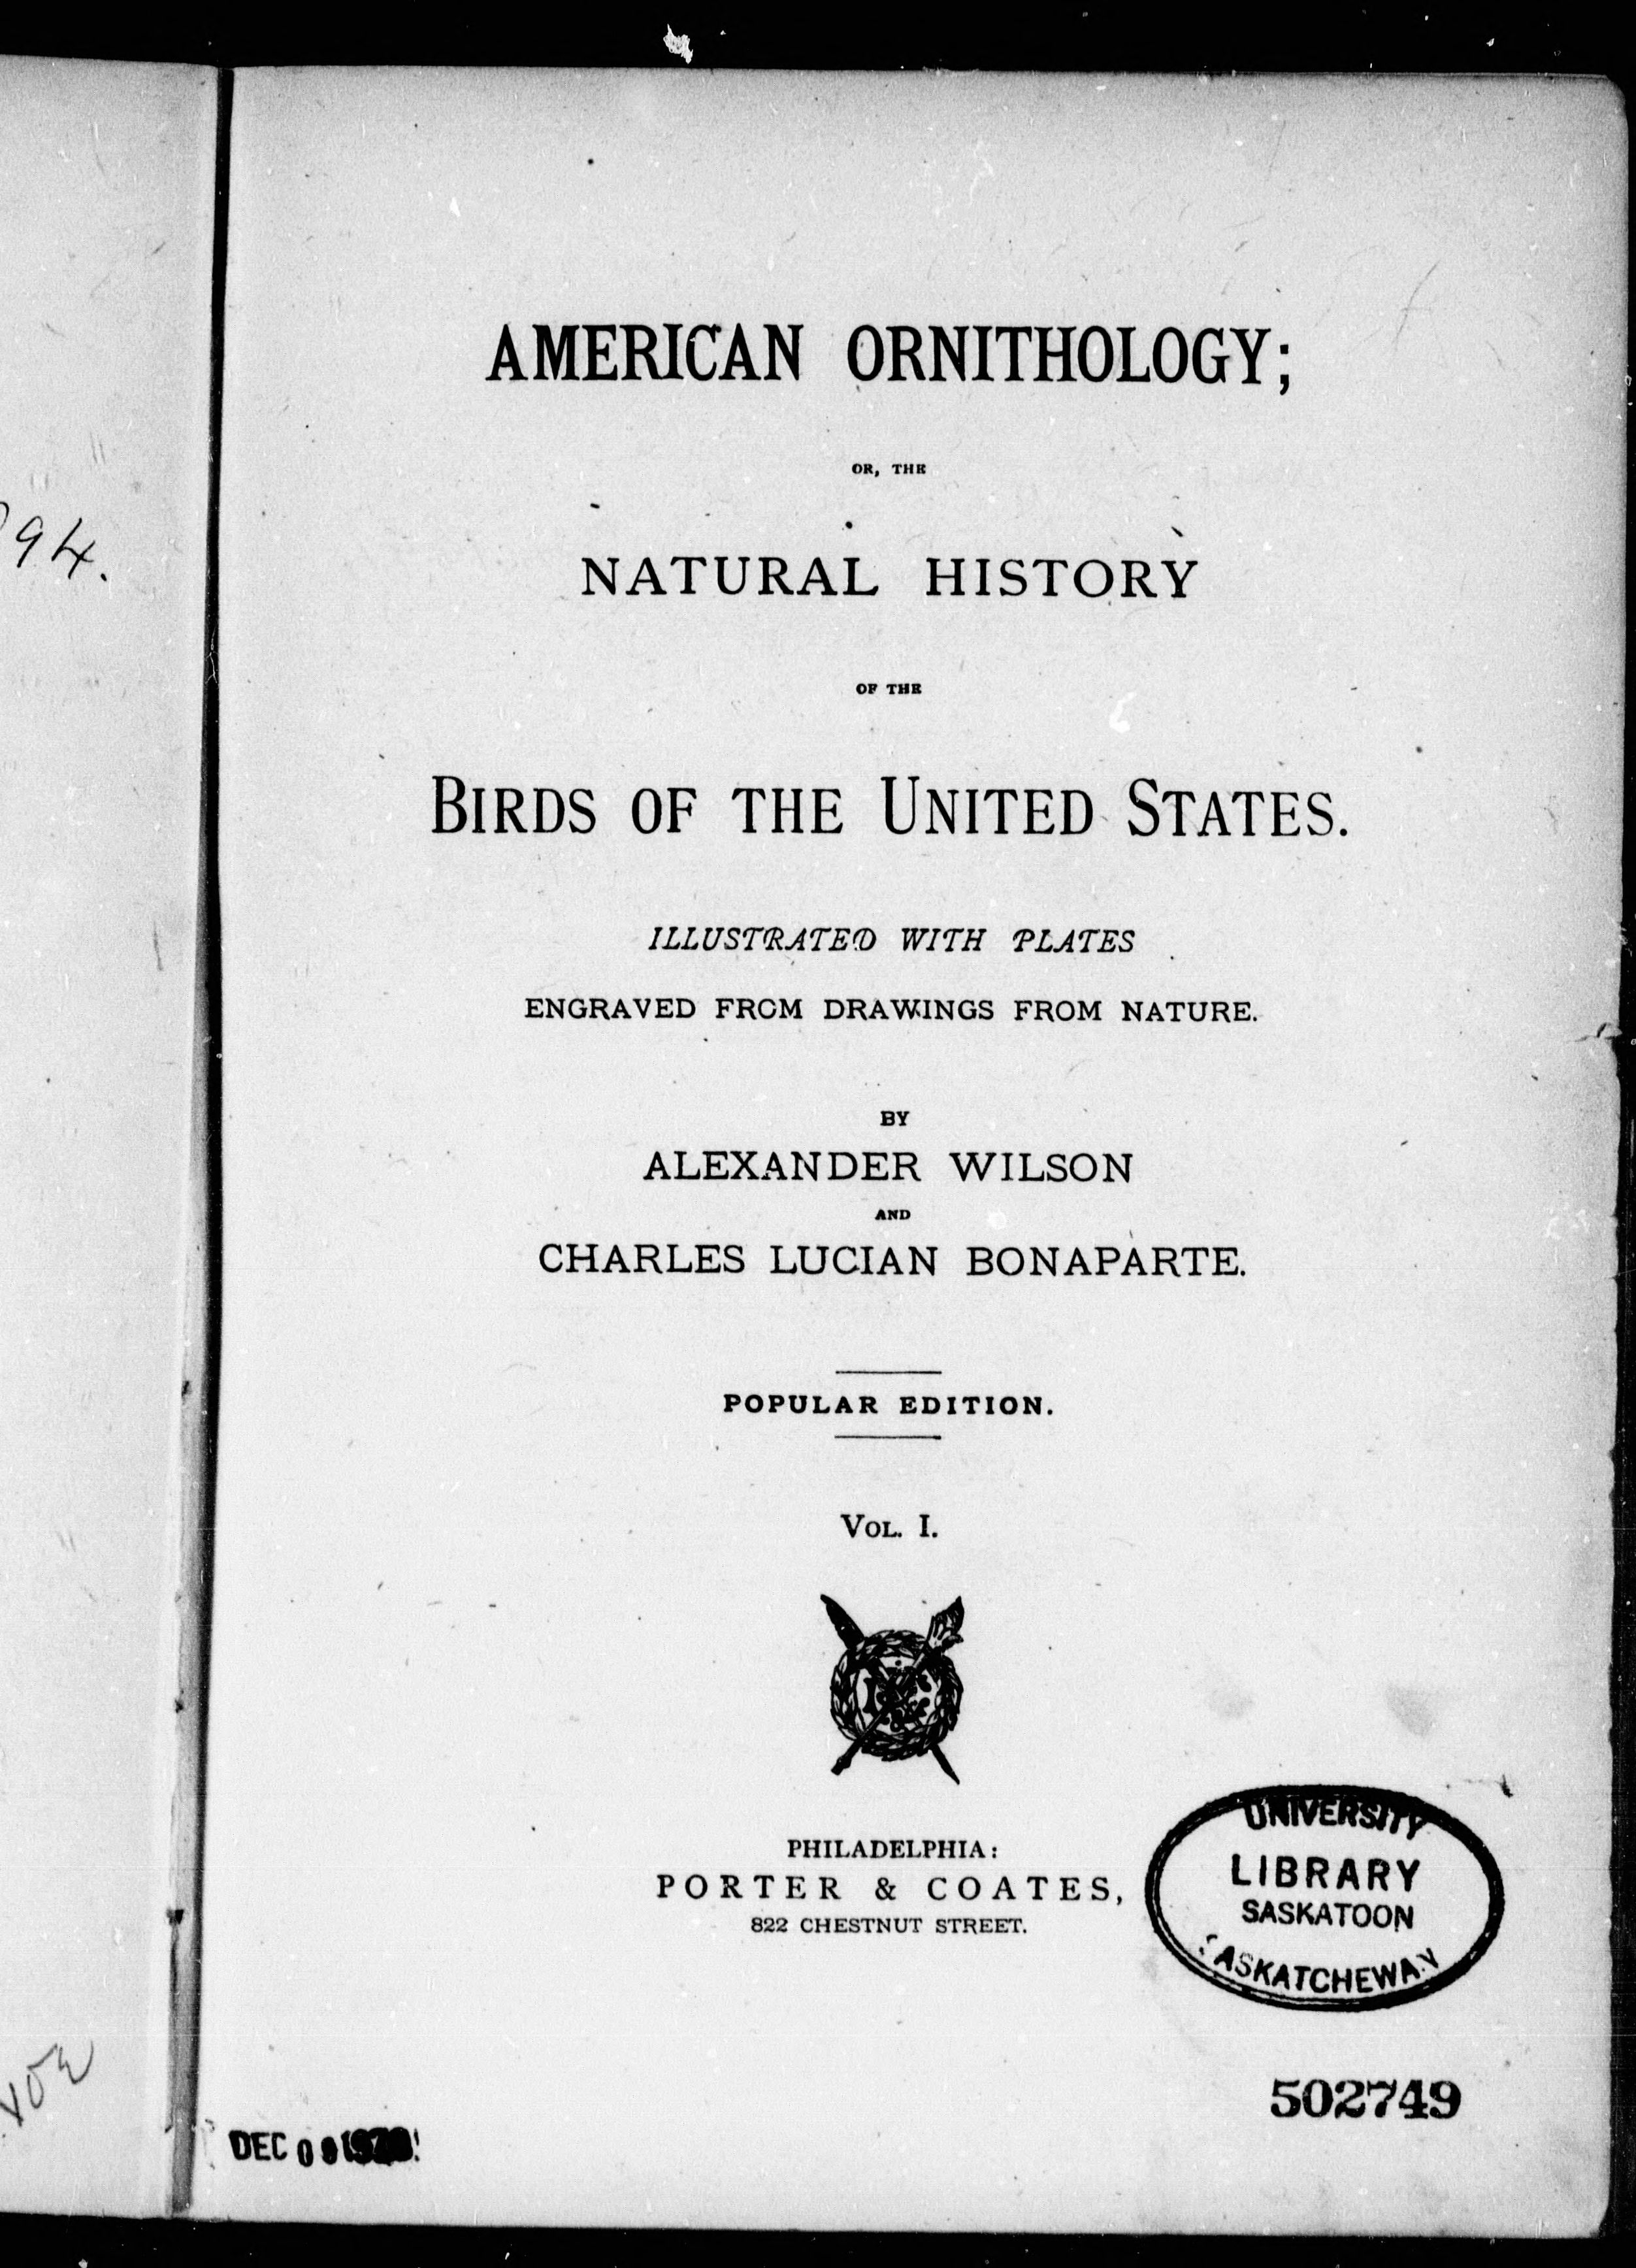 94.
AMERICAN ORNITHOLOGY;
OR, THE
NATURAL HISTORY
OF THE
BIRDS OF THE UNITED STATES.
ILLUSTRATED WITH PLATES
ENGRAVED FROM DRAWINGS FROM NATURE.
BY
ALEXANDER WILSON
AND
CHARLES LUCIAN BONAPARTE.
POPULAR EDITION.
VOL. I.
PHILADELPHIA:
PORTER & COATES,
822 CHESTNUT STREET.
UNIVERSITY
LIBRARY
SASKATOON
SASKATCHEWAN
502749
DEC 09